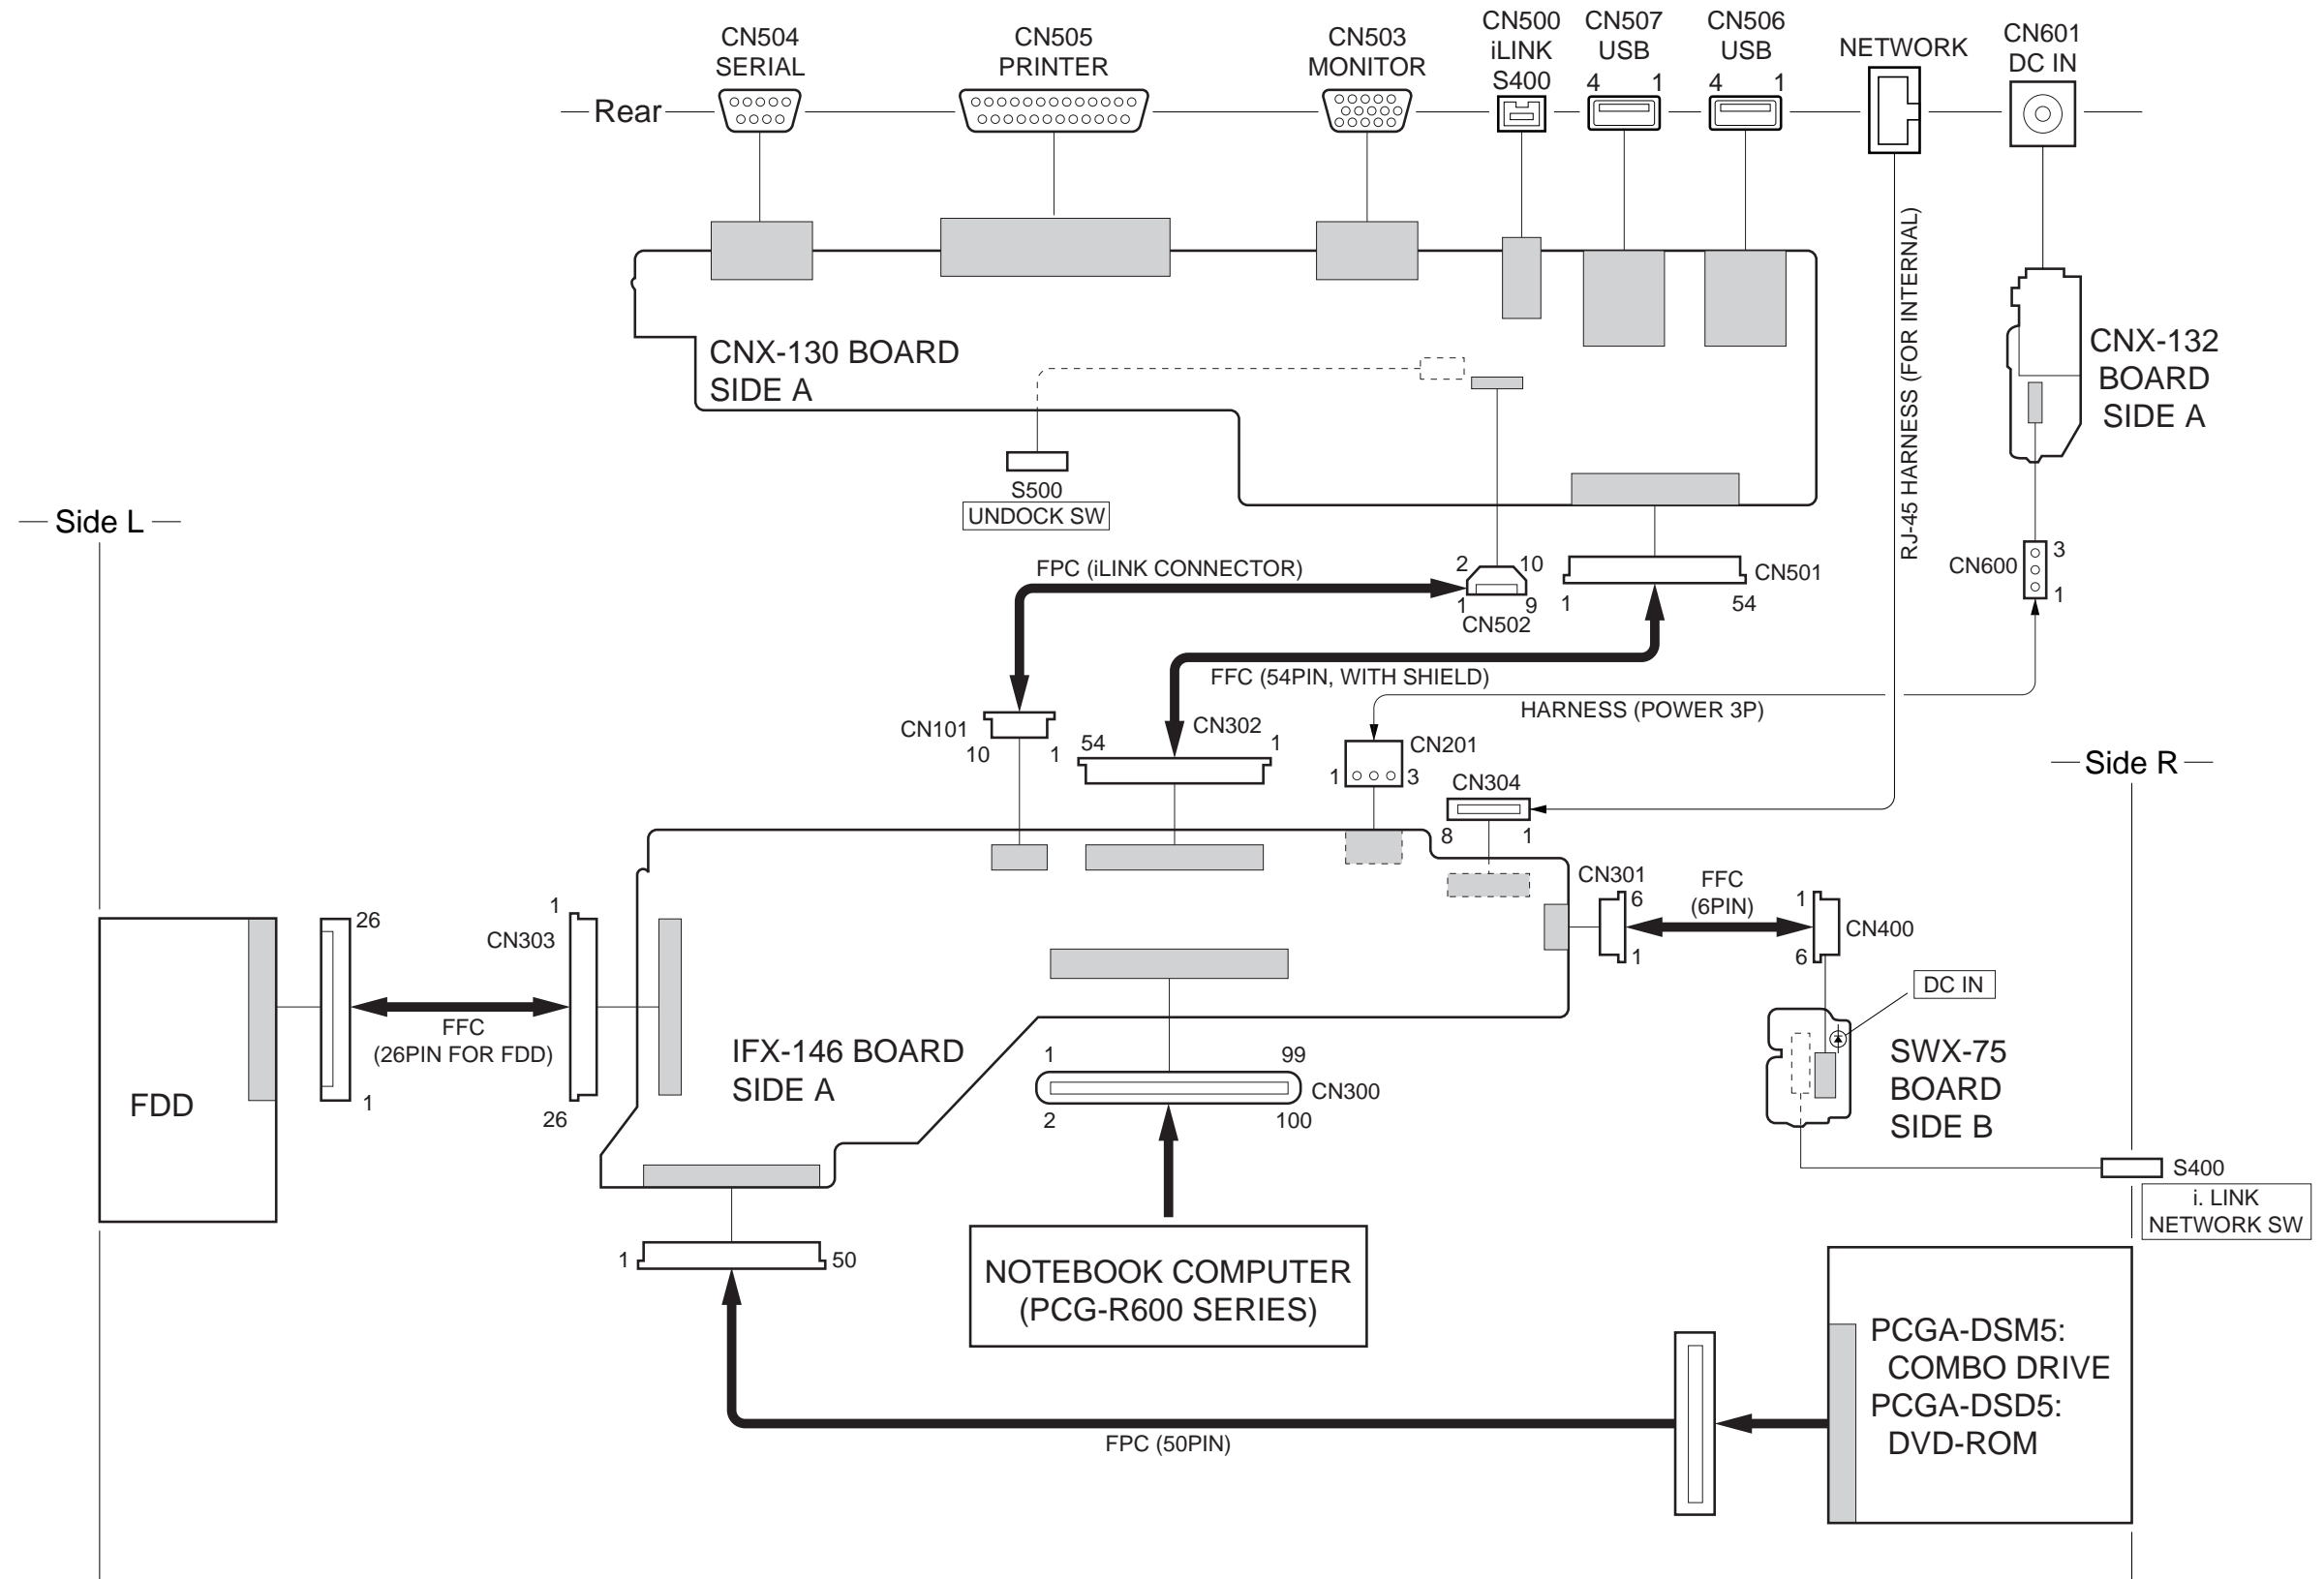 CN504
SERIAL
CN505
PRINTER
CN503
MONITOR
CN500
iLINK
S400
CN507
USB
4 1
CN506
USB
4 1
NETWORK
CN601
DC IN
Rear
RJ-45 HARNESS (FOR INTERNAL)
CNX-130 BOARD
SIDE A
CNX-132
BOARD
SIDE A
S500
UNDOCK SW
Side L
FPC (iLINK CONNECTOR)
2 10
1 9
CN502
CN501
1 54
CN600
3
1
FFC (54PIN, WITH SHIELD)
HARNESS (POWER 3P)
CN101
10 1
CN302
54 1
CN201
1 3
CN304
8 1
Side R
CN301
6
1
FFC
(6PIN)
1
CN400
6
DC IN
26
1
FFC
(26PIN FOR FDD)
1
CN303
26
FDD
IFX-146 BOARD
SIDE A
1 99
CN300
2 100
SWX-75
BOARD
SIDE B
S400
i. LINK
NETWORK SW
1 50
NOTEBOOK COMPUTER
(PCG-R600 SERIES)
PCGA-DSM5:
COMBO DRIVE
PCGA-DSD5:
DVD-ROM
FPC (50PIN)